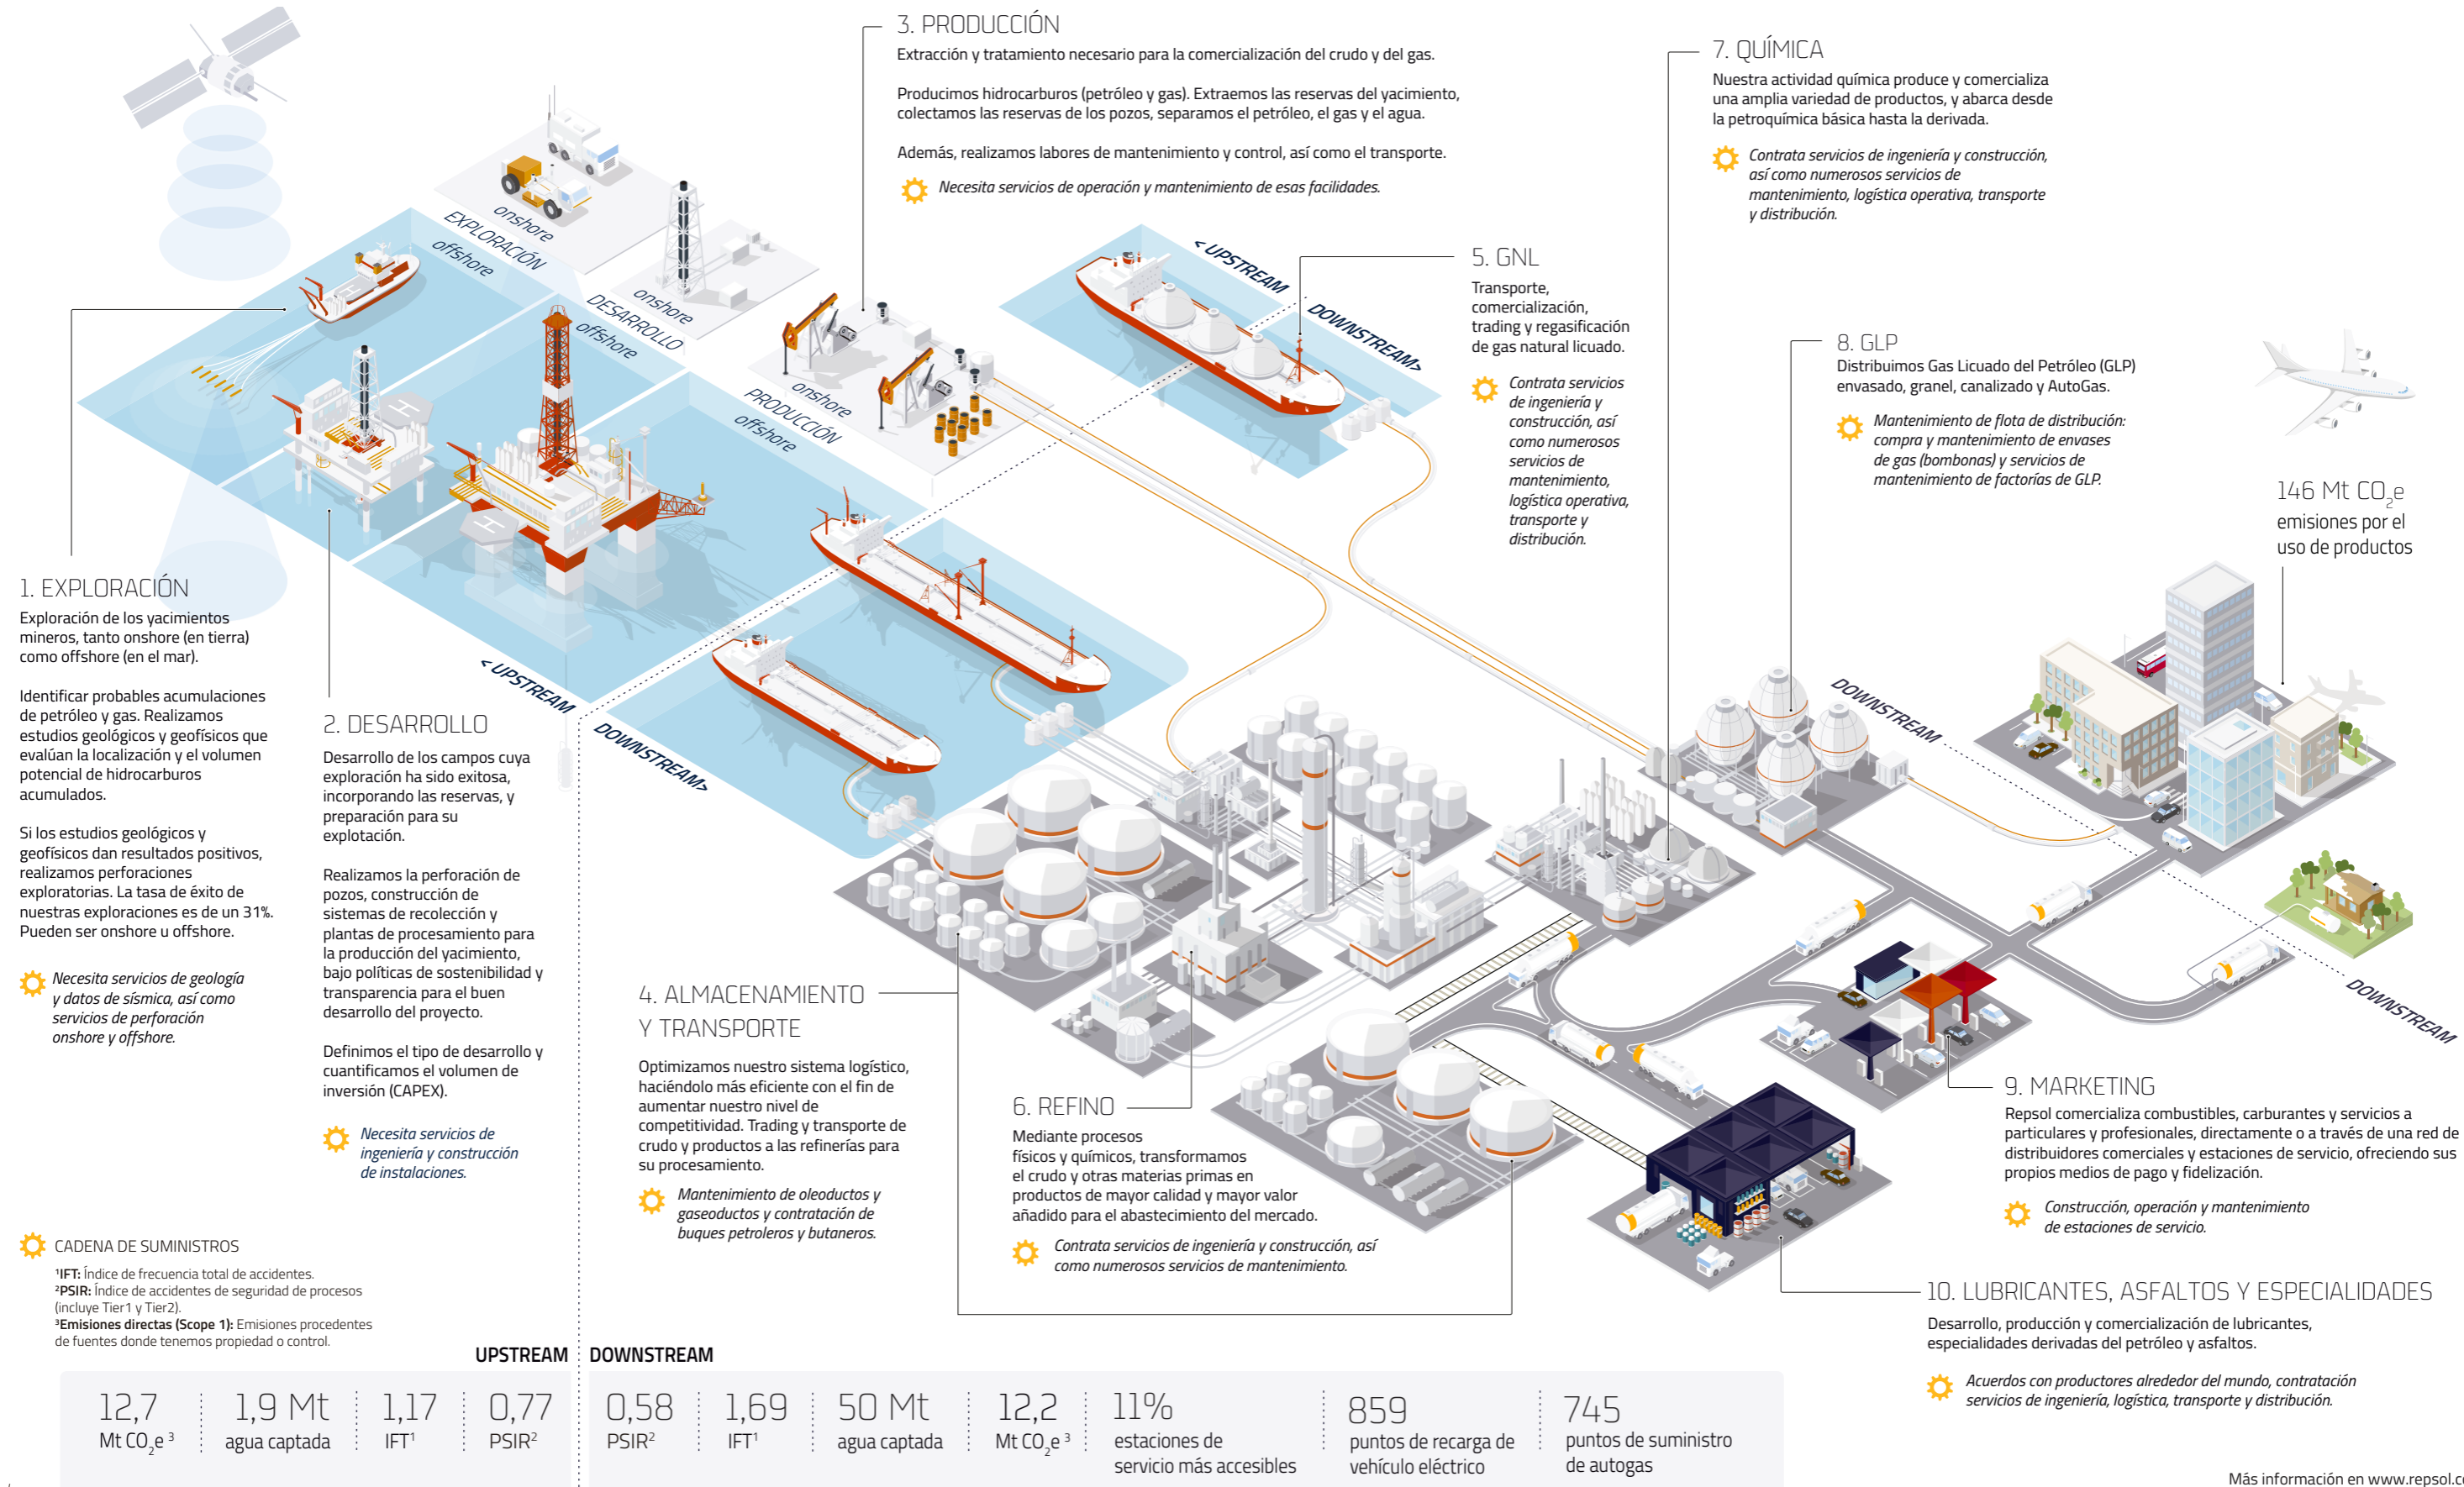 3. PRODUCCIÓN
Extracción y tratamiento necesario para la comercialización del crudo y del gas.
Producimos hidrocarburos (petróleo y gas). Extraemos las reservas del yacimiento,
colectamos las reservas de los pozos, separamos el petróleo, el gas y el agua.
Además, realizamos labores de mantenimiento y control, así como el transporte.
Necesita servicios de operación y mantenimiento de esas facilidades.
7. QUÍMICA
Nuestra actividad química produce y comercializa
una amplia variedad de productos, y abarca desde
la petroquímica básica hasta la derivada.
Contrata servicios de ingeniería y construcción,
así como numerosos servicios de
mantenimiento, logística operativa, transporte
y distribución.
onshore
EXPLORACIÓN
offshore
onshore
DESARROLLO
offshore
onshore
PRODUCCIÓN
offshore
< UPSTREAM
DOWNSTREAM>
5. GNL
Transporte,
comercialización,
trading y regasificación
de gas natural licuado.
Contrata servicios
de ingeniería y
construcción, así
como numerosos
servicios de
mantenimiento,
logística operativa,
transporte y
distribución.
8. GLP
Distribuimos Gas Licuado del Petróleo (GLP)
envasado, granel, canalizado y AutoGas.
Mantenimiento de flota de distribución:
compra y mantenimiento de envases
de gas (bombonas) y servicios de
mantenimiento de factorías de GLP.
146 Mt CO₂e
emisiones por el
uso de productos
1. EXPLORACIÓN
Exploración de los yacimientos
mineros, tanto onshore (en tierra)
como offshore (en el mar).
Identificar probables acumulaciones
de petróleo y gas. Realizamos
estudios geológicos y geofísicos que
evalúan la localización y el volumen
potencial de hidrocarburos
acumulados.
Si los estudios geológicos y
geofísicos dan resultados positivos,
realizamos perforaciones
exploratorias. La tasa de éxito de
nuestras exploraciones es de un 31%.
Pueden ser onshore u offshore.
Necesita servicios de geología
y datos de sísmica, así como
servicios de perforación
onshore y offshore.
2. DESARROLLO
Desarrollo de los campos cuya
exploración ha sido exitosa,
incorporando las reservas, y
preparación para su
explotación.
Realizamos la perforación de
pozos, construcción de
sistemas de recolección y
plantas de procesamiento para
la producción del yacimiento,
bajo políticas de sostenibilidad y
transparencia para el buen
desarrollo del proyecto.
Definimos el tipo de desarrollo y
cuantificamos el volumen de
inversión (CAPEX).
Necesita servicios de
ingeniería y construcción
de instalaciones.
< UPSTREAM
DOWNSTREAM>
DOWNSTREAM
DOWNSTREAM
4. ALMACENAMIENTO
Y TRANSPORTE
Optimizamos nuestro sistema logístico,
haciéndolo más eficiente con el fin de
aumentar nuestro nivel de
competitividad. Trading y transporte de
crudo y productos a las refinerías para
su procesamiento.
Mantenimiento de oleoductos y
gaseoductos y contratación de
buques petroleros y butaneros.
6. REFINO
Mediante procesos
físicos y químicos, transformamos
el crudo y otras materias primas en
productos de mayor calidad y mayor valor
añadido para el abastecimiento del mercado.
Contrata servicios de ingeniería y construcción, así
como numerosos servicios de mantenimiento.
9. MARKETING
Repsol comercializa combustibles, carburantes y servicios a
particulares y profesionales, directamente o a través de una red de
distribuidores comerciales y estaciones de servicio, ofreciendo sus
propios medios de pago y fidelización.
Construcción, operación y mantenimiento
de estaciones de servicio.
10. LUBRICANTES, ASFALTOS Y ESPECIALIDADES
Desarrollo, producción y comercialización de lubricantes,
especialidades derivadas del petróleo y asfaltos.
Acuerdos con productores alrededor del mundo, contratación
servicios de ingeniería, logística, transporte y distribución.
CADENA DE SUMINISTROS
¹IFT: Índice de frecuencia total de accidentes.
²PSIR: Índice de accidentes de seguridad de procesos
(incluye Tier1 y Tier2).
³Emisiones directas (Scope 1): Emisiones procedentes
de fuentes donde tenemos propiedad o control.
UPSTREAM
12,7
Mt CO₂e ³
1,9 Mt
agua captada
1,17
IFT¹
0,77
PSIR²
DOWNSTREAM
0,58
PSIR²
1,69
IFT¹
50 Mt
agua captada
12,2
Mt CO₂e ³
11%
estaciones de
servicio más accesibles
859
puntos de recarga de
vehículo eléctrico
745
puntos de suministro
de autogas
Más información en www.repsol.co